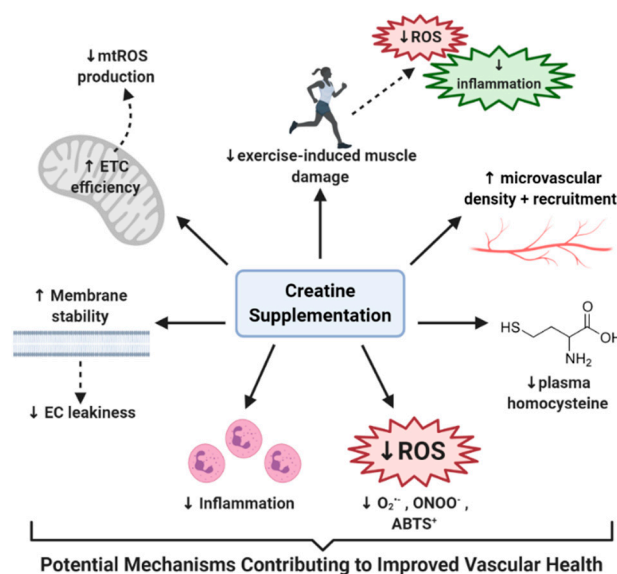 ↓ROS
↓mtROS
production
↓
inflammation
↑ ETC
efficiency
↓exercise-induced muscle
damage
↑ microvascular
density + recruitment
Creatine
Supplementation
↑ Membrane
stability
HS
O
OH
NH₂
↓plasma
homocysteine
↓ EC leakiness
↓ROS
↓ Inflammation
↓ O₂·⁻ , ONOO⁻ ,
ABTS⁺
Potential Mechanisms Contributing to Improved Vascular Health